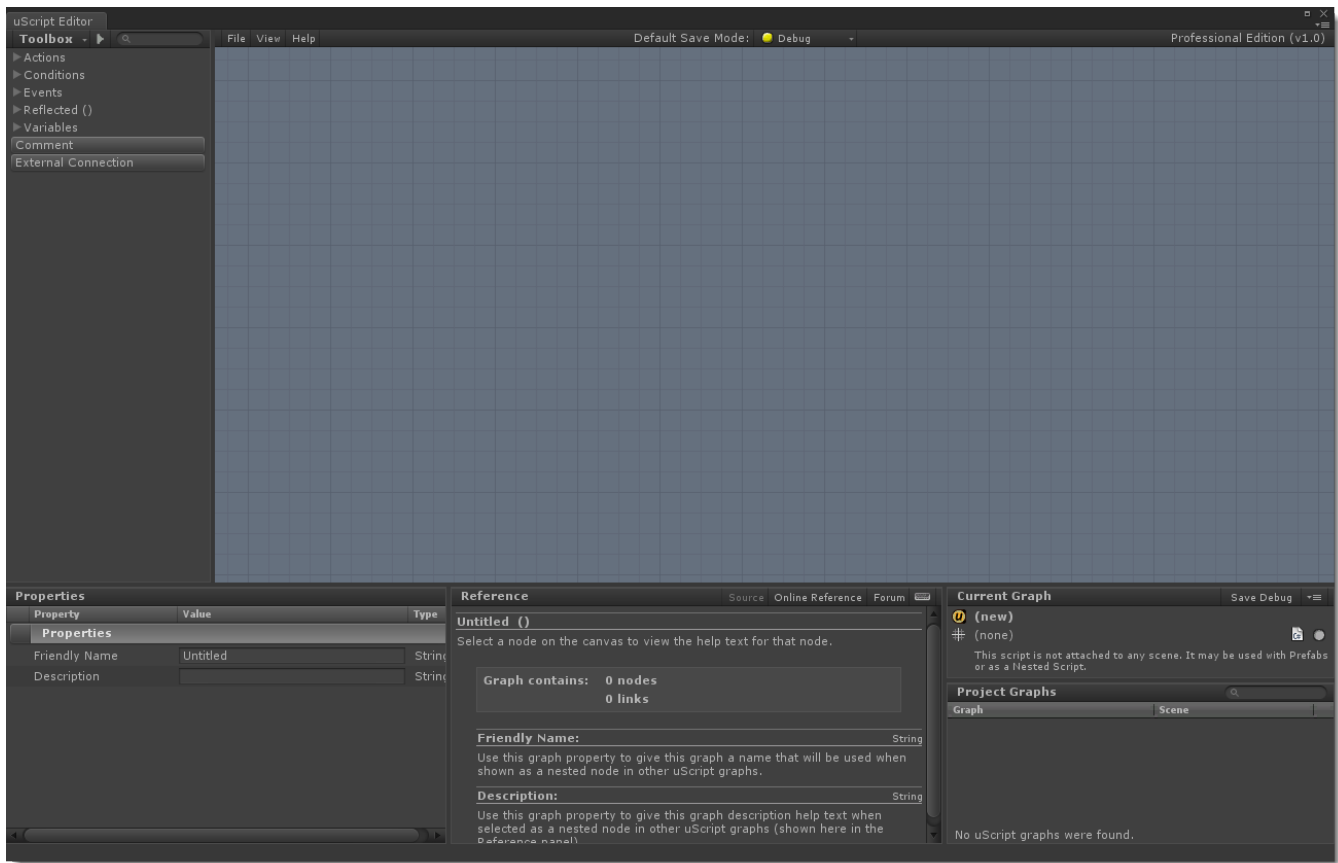 uScript Editor
Toolbox
File View Help
Default Save Mode: Debug
Professional Edition (v1.0)
Actions
Conditions
Events
Reflected ()
Variables
Comment
External Connection
Properties
Property Value Type
Properties
Friendly Name Untitled String
Description String
Reference
Source Online Reference Forum
Untitled ()
Select a node on the canvas to view the help text for that node.
Graph contains: 0 nodes
0 links
Friendly Name: String
Use this graph property to give this graph a name that will be used when
shown as a nested node in other uScript graphs.
Description: String
Use this graph property to give this graph description help text when
selected as a nested node in other uScript graphs (shown here in the
Reference panel)
Current Graph
Save Debug
(new)
(none)
This script is not attached to any scene. It may be used with Prefabs
or as a Nested Script.
Project Graphs
Graph Scene
No uScript graphs were found.